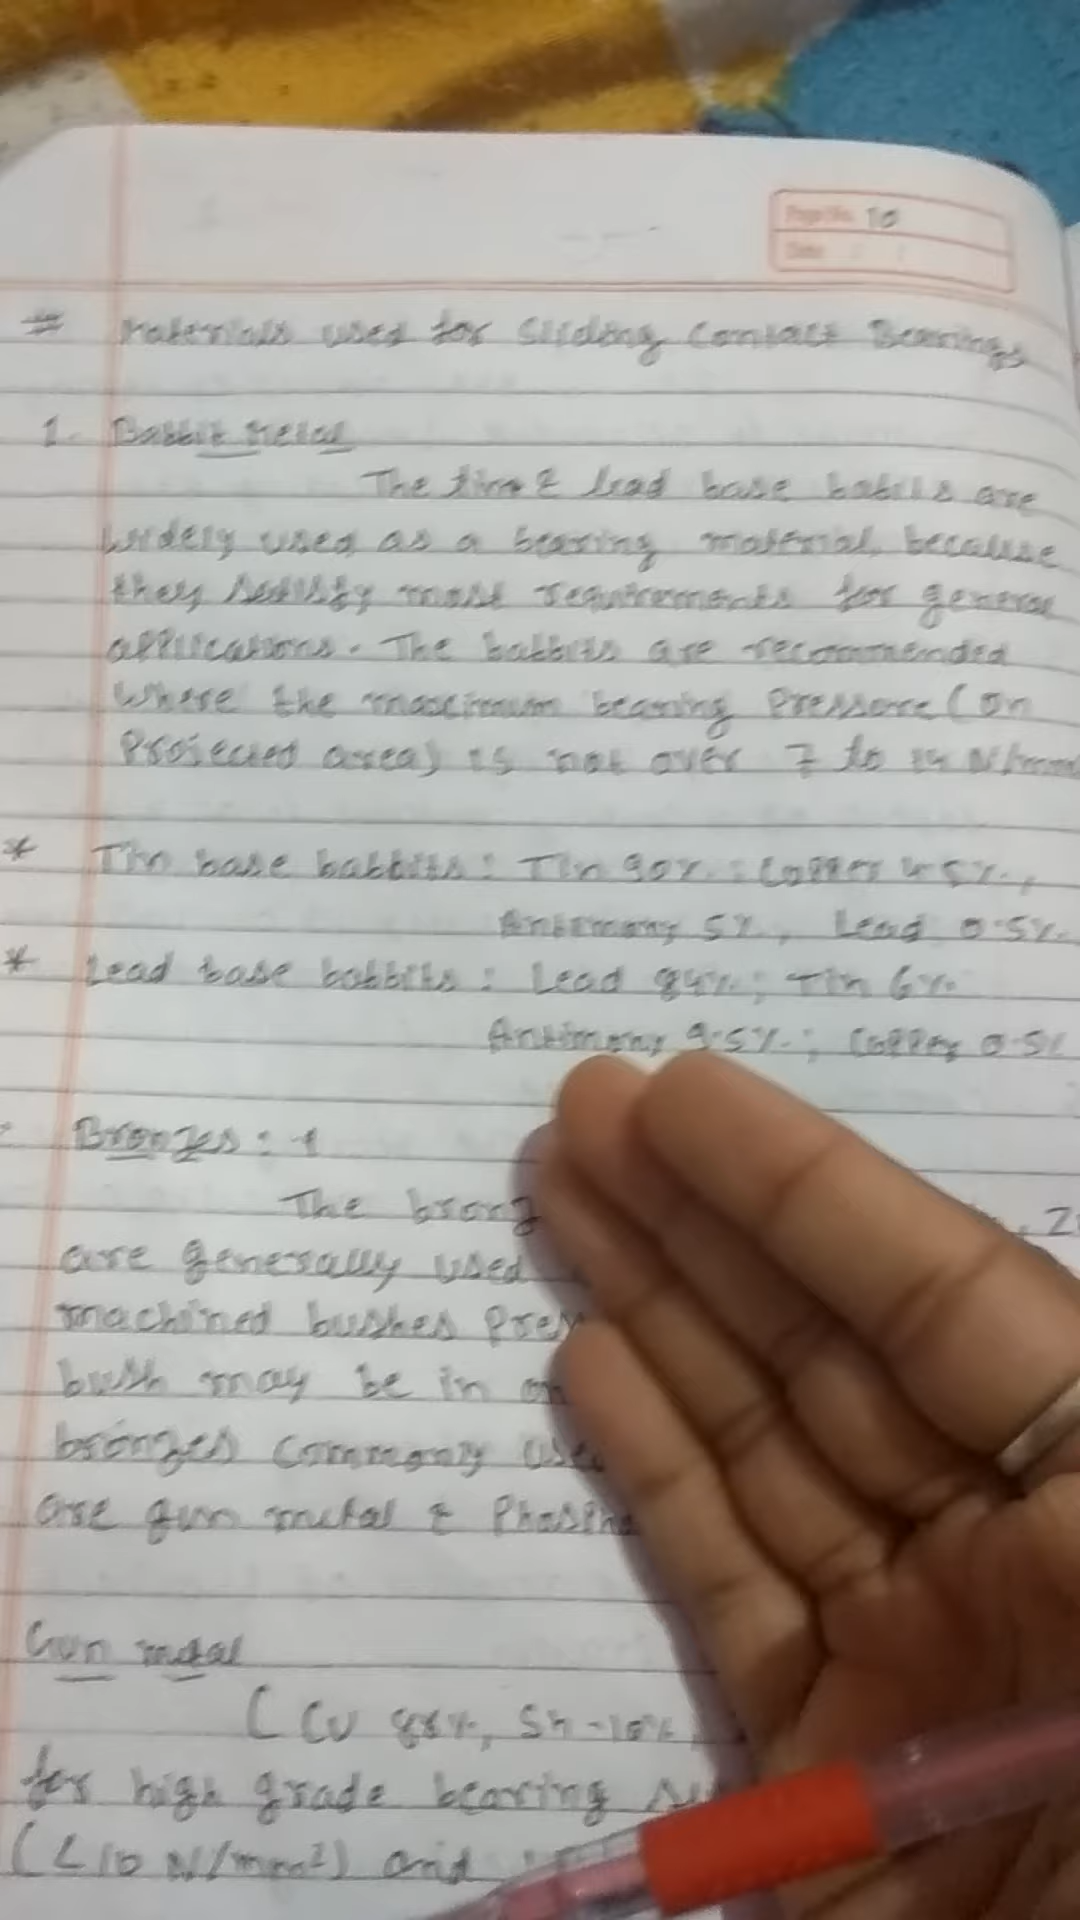 Page No. 10
Date
# Materials used for Sliding Contact Bearings
1. Babbit Metal
The tin & lead base babits are
widely used as a bearing material, because
they satisfy most requirements for general
applications. The babbits are recommended
where the maximum bearing Pressure (on
Projected area) is not over 7 to 14 N/mm
* Tin base babbits: Tin 90%; Copper 4.5%,
Antimony 5%, Lead 0.5%
* Lead base babbits: Lead 84%; Tin 6%
Antimony 9.5%; Copper 0.5%
Bronzes:-
The bronz
are generally used
machined bushes Pres
bush may be in
bronzes Commonly use
are gun metal & Phosph
Gun metal
(Cu 88%, Sn-10%,
for high grade bearing
(<10 N/mm²) and